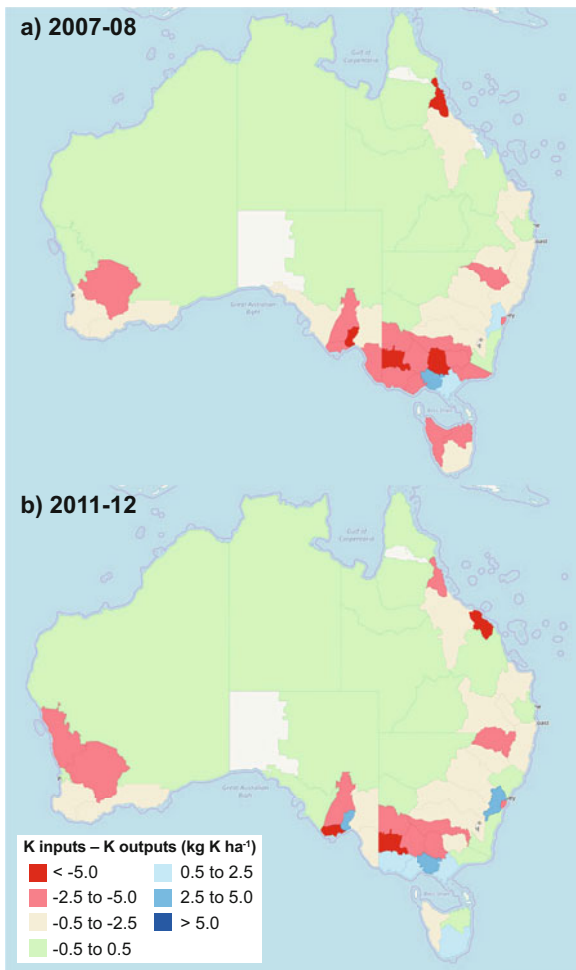 a) 2007-08
Gulf of
Carpentaria
Great Australian
Bight
Bass Strait
b) 2011-12
Gulf of
Carpentaria
Great Australian
Bight
K inputs – K outputs (kg K ha⁻¹)
< -5.0
0.5 to 2.5
-2.5 to -5.0
2.5 to 5.0
-0.5 to -2.5
> 5.0
-0.5 to 0.5